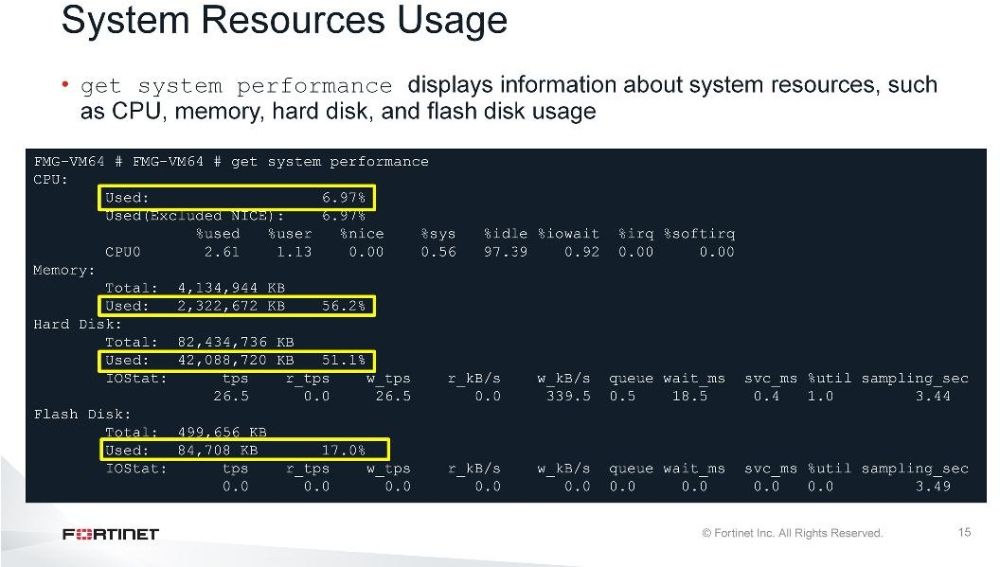 System Resources Usage
• get system performance displays information about system resources, such
as CPU, memory, hard disk, and flash disk usage
FMG-VM64 # FMG-VM64 # get system performance
CPU:
Used: 6.97%
Used(Excluded NICE): 6.97%
%used %user %nice %sys %idle %iowait %irq %softirq
CPU0 2.61 1.13 0.00 0.56 97.39 0.92 0.00 0.00
Memory:
Total: 4,134,944 KB
Used: 2,322,672 KB 56.2%
Hard Disk:
Total: 82,434,736 KB
Used: 42,088,720 KB 51.1%
IOStat: tps r_tps w_tps r_kB/s w_kB/s queue wait_ms svc_ms %util sampling_sec
26.5 0.0 26.5 0.0 339.5 0.5 18.5 0.4 1.0 3.44
Flash Disk:
Total: 499,656 KB
Used: 84,708 KB 17.0%
IOStat: tps r_tps w_tps r_kB/s w_kB/s queue wait_ms svc_ms %util sampling_sec
0.0 0.0 0.0 0.0 0.0 0.0 0.0 0.0 0.0 3.49
FORTINET
© Fortinet Inc. All Rights Reserved.
15